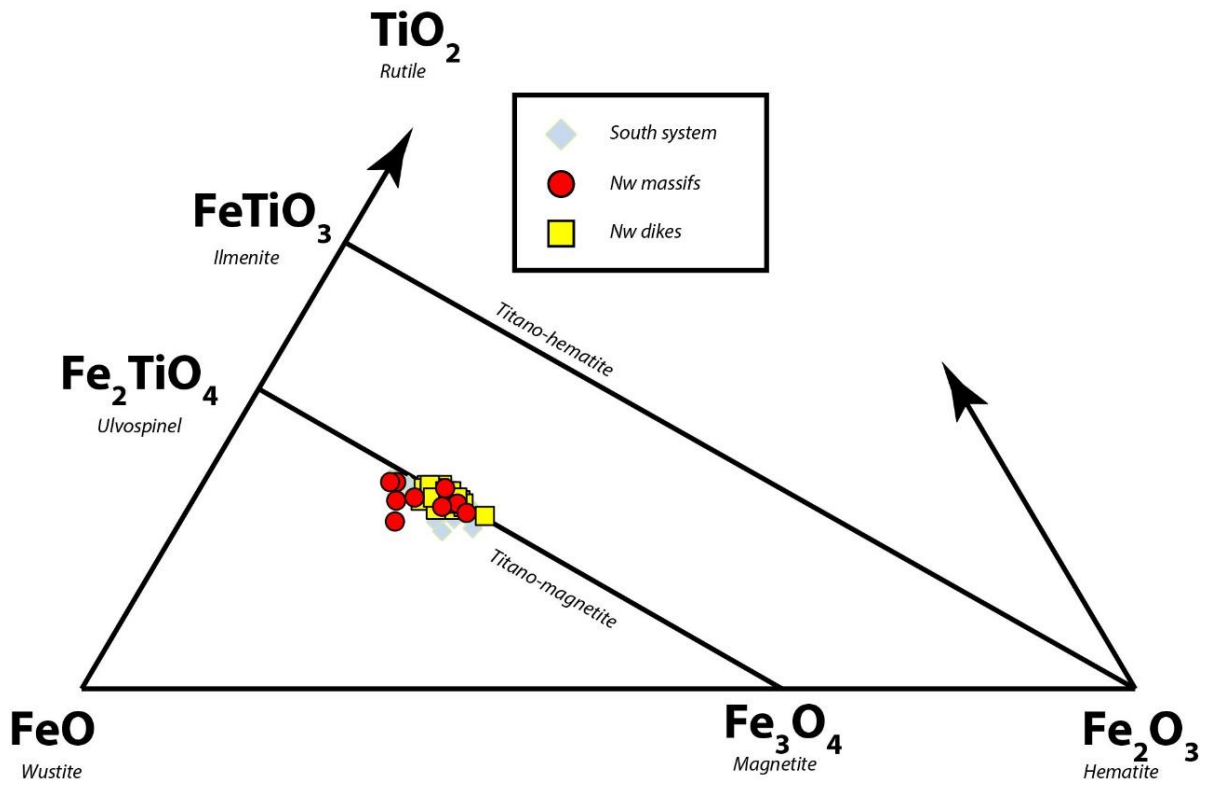 TiO2
Rutile
South system
Nw massifs
Nw dikes
FeTiO3
Ilmenite
Titano-hematite
Fe2TiO4
Ulvospinel
Titano-magnetite
FeO
Wustite
Fe3O4
Magnetite
Fe2O3
Hematite